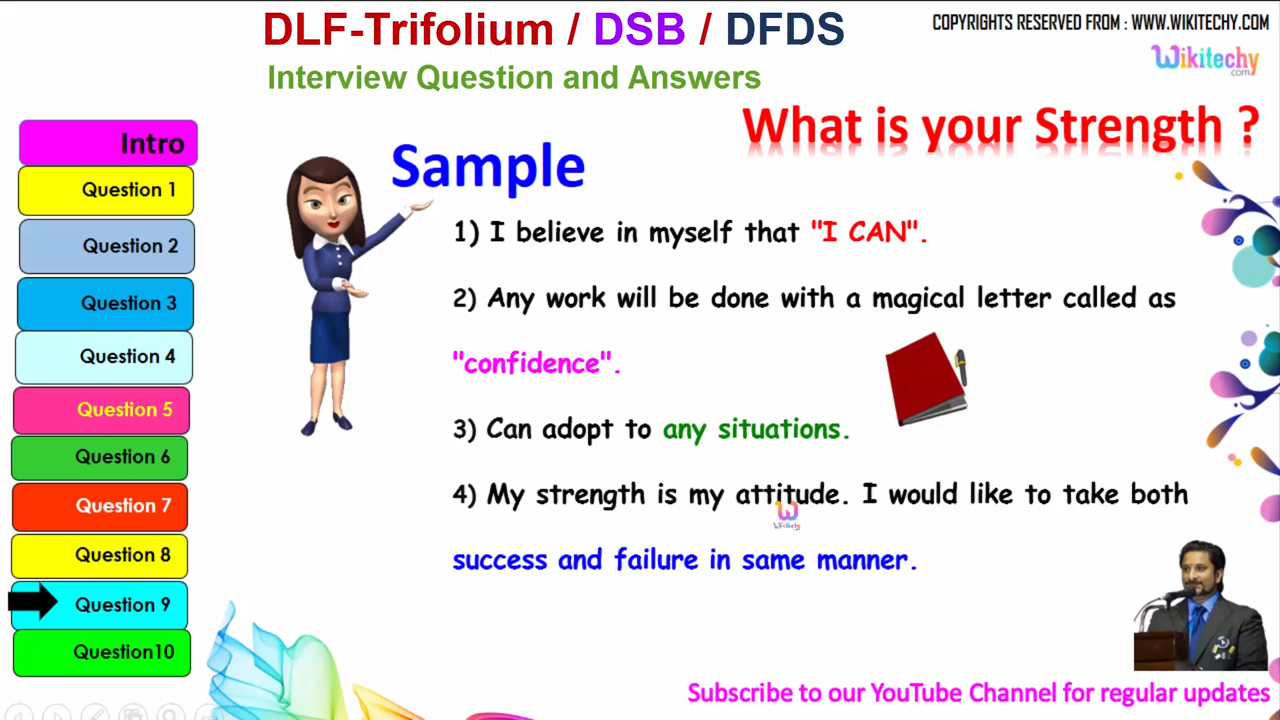 DLF-Trifolium / DSB / DFDS
COPYRIGHTS RESERVED FROM : WWW.WIKITECHY.COM
Interview Question and Answers
Wikitechy
.com
What is your Strength ?
Sample
Intro
Question 1
Question 2
Question 3
Question 4
Question 5
Question 6
Question 7
Question 8
Question 9
Question10
1) I believe in myself that "I CAN".
2) Any work will be done with a magical letter called as
"confidence".
3) Can adopt to any situations.
4) My strength is my attitude. I would like to take both
W
Wikitechy
success and failure in same manner.
Subscribe to our YouTube Channel for regular updates